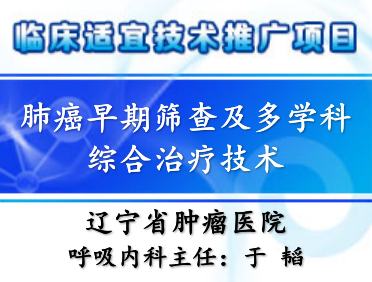 临床适宜技术推广项目
肺癌早期筛查及多学科
综合治疗技术
辽宁省肿瘤医院
呼吸内科主任：于 韬